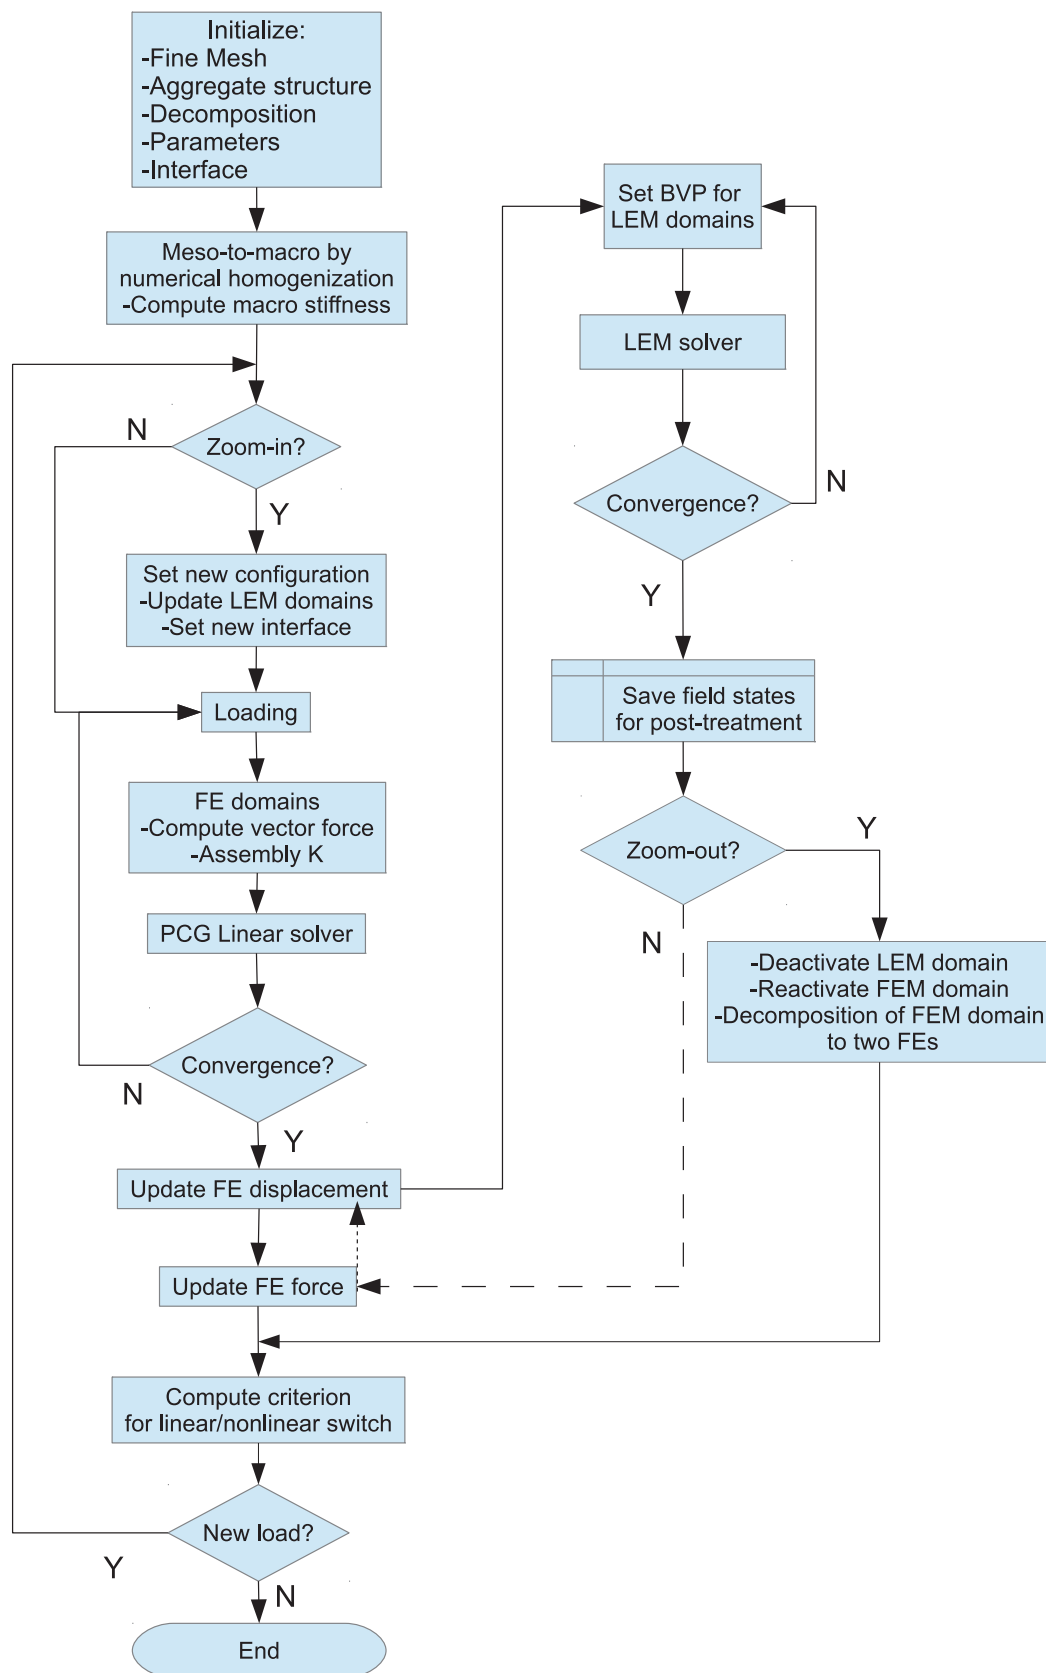 Initialize:
-Fine Mesh
-Aggregate structure
-Decomposition
-Parameters
-Interface
Meso-to-macro by
numerical homogenization
-Compute macro stiffness
N
Zoom-in?
Y
Set new configuration
-Update LEM domains
-Set new interface
Loading
FE domains
-Compute vector force
-Assembly K
PCG Linear solver
Convergence?
N
Y
Update FE displacement
Update FE force
Compute criterion
for linear/nonlinear switch
New load?
Y
N
End
Set BVP for
LEM domains
LEM solver
Convergence?
N
Y
Save field states
for post-treatment
Zoom-out?
Y
N
-Deactivate LEM domain
-Reactivate FEM domain
-Decomposition of FEM domain
to two FEs